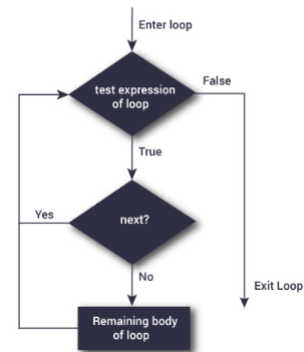 Enter loop
test expression
of loop
False
True
Yes
next?
No
Exit Loop
Remaining body
of loop